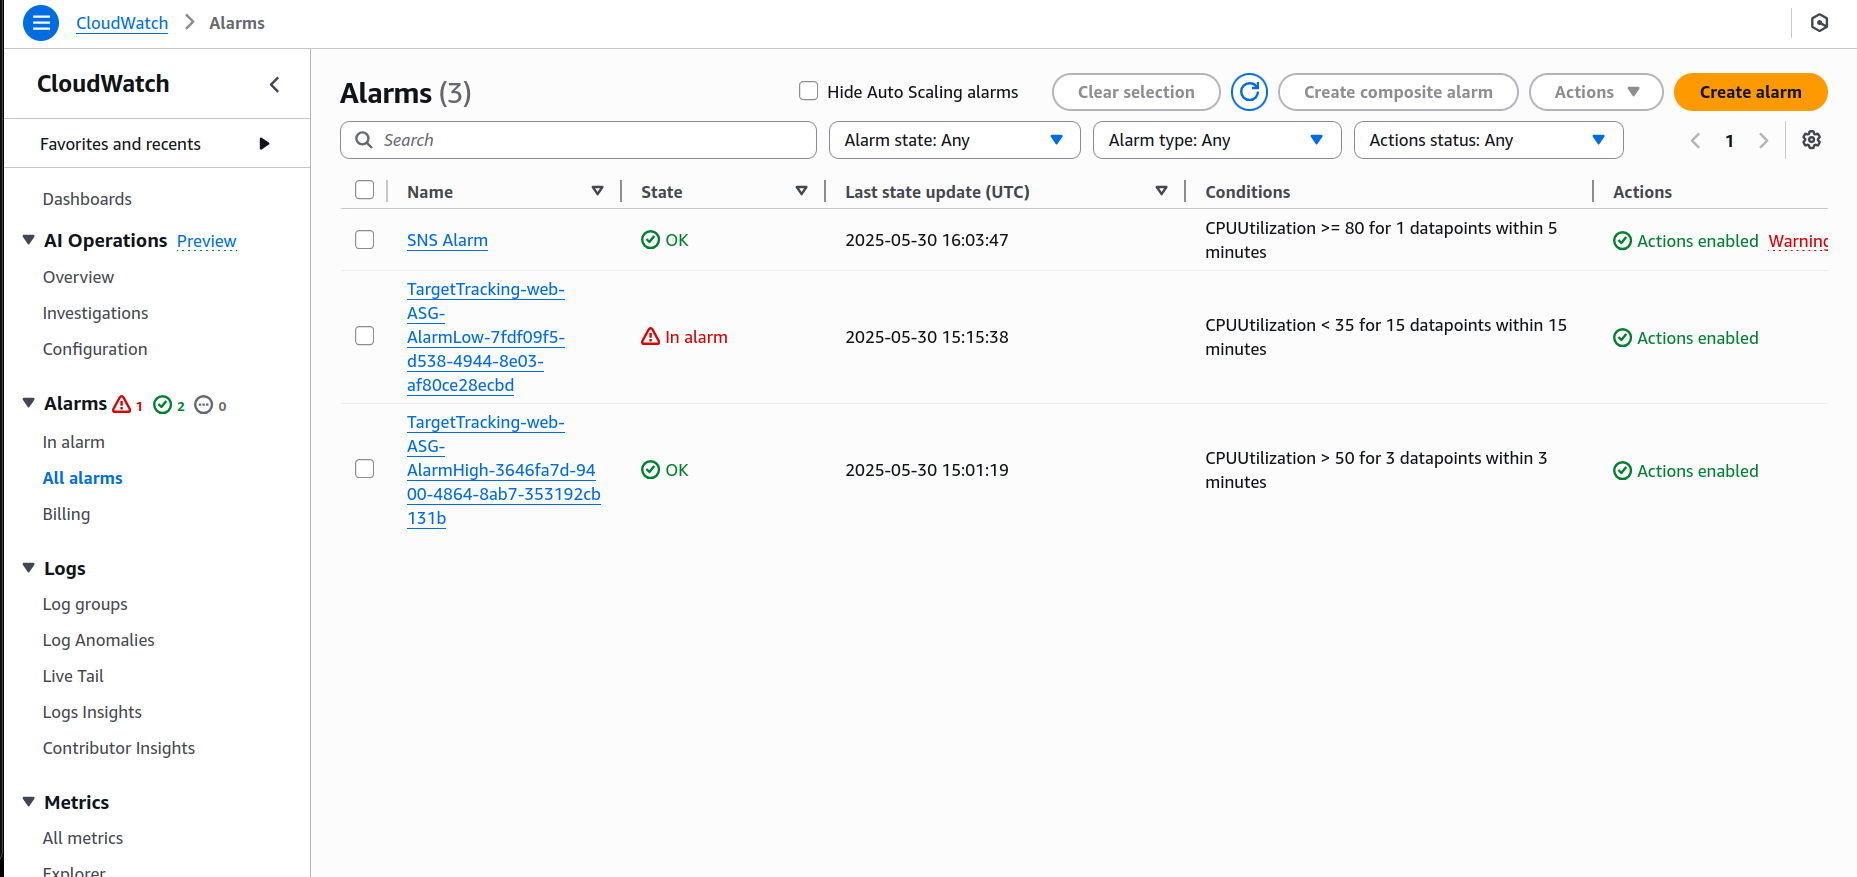 CloudWatch > Alarms
CloudWatch
Favorites and recents
Dashboards
AI Operations Preview
Overview
Investigations
Configuration
Alarms 1 2 0
In alarm
All alarms
Billing
Logs
Log groups
Log Anomalies
Live Tail
Logs Insights
Contributor Insights
Metrics
All metrics
Explorer
Alarms (3)
Hide Auto Scaling alarms
Clear selection
Create composite alarm
Actions
Create alarm
Search
Alarm state: Any
Alarm type: Any
Actions status: Any
1
Name State Last state update (UTC) Conditions Actions
SNS Alarm
OK
2025-05-30 16:03:47
CPUUtilization >= 80 for 1 datapoints within 5
minutes
Actions enabled Warning
TargetTracking-web-
ASG-
AlarmLow-7fdf09f5-
d538-4944-8e03-
af80ce28ecbd
In alarm
2025-05-30 15:15:38
CPUUtilization < 35 for 15 datapoints within 15
minutes
Actions enabled
TargetTracking-web-
ASG-
AlarmHigh-3646fa7d-94
00-4864-8ab7-353192cb
131b
OK
2025-05-30 15:01:19
CPUUtilization > 50 for 3 datapoints within 3
minutes
Actions enabled